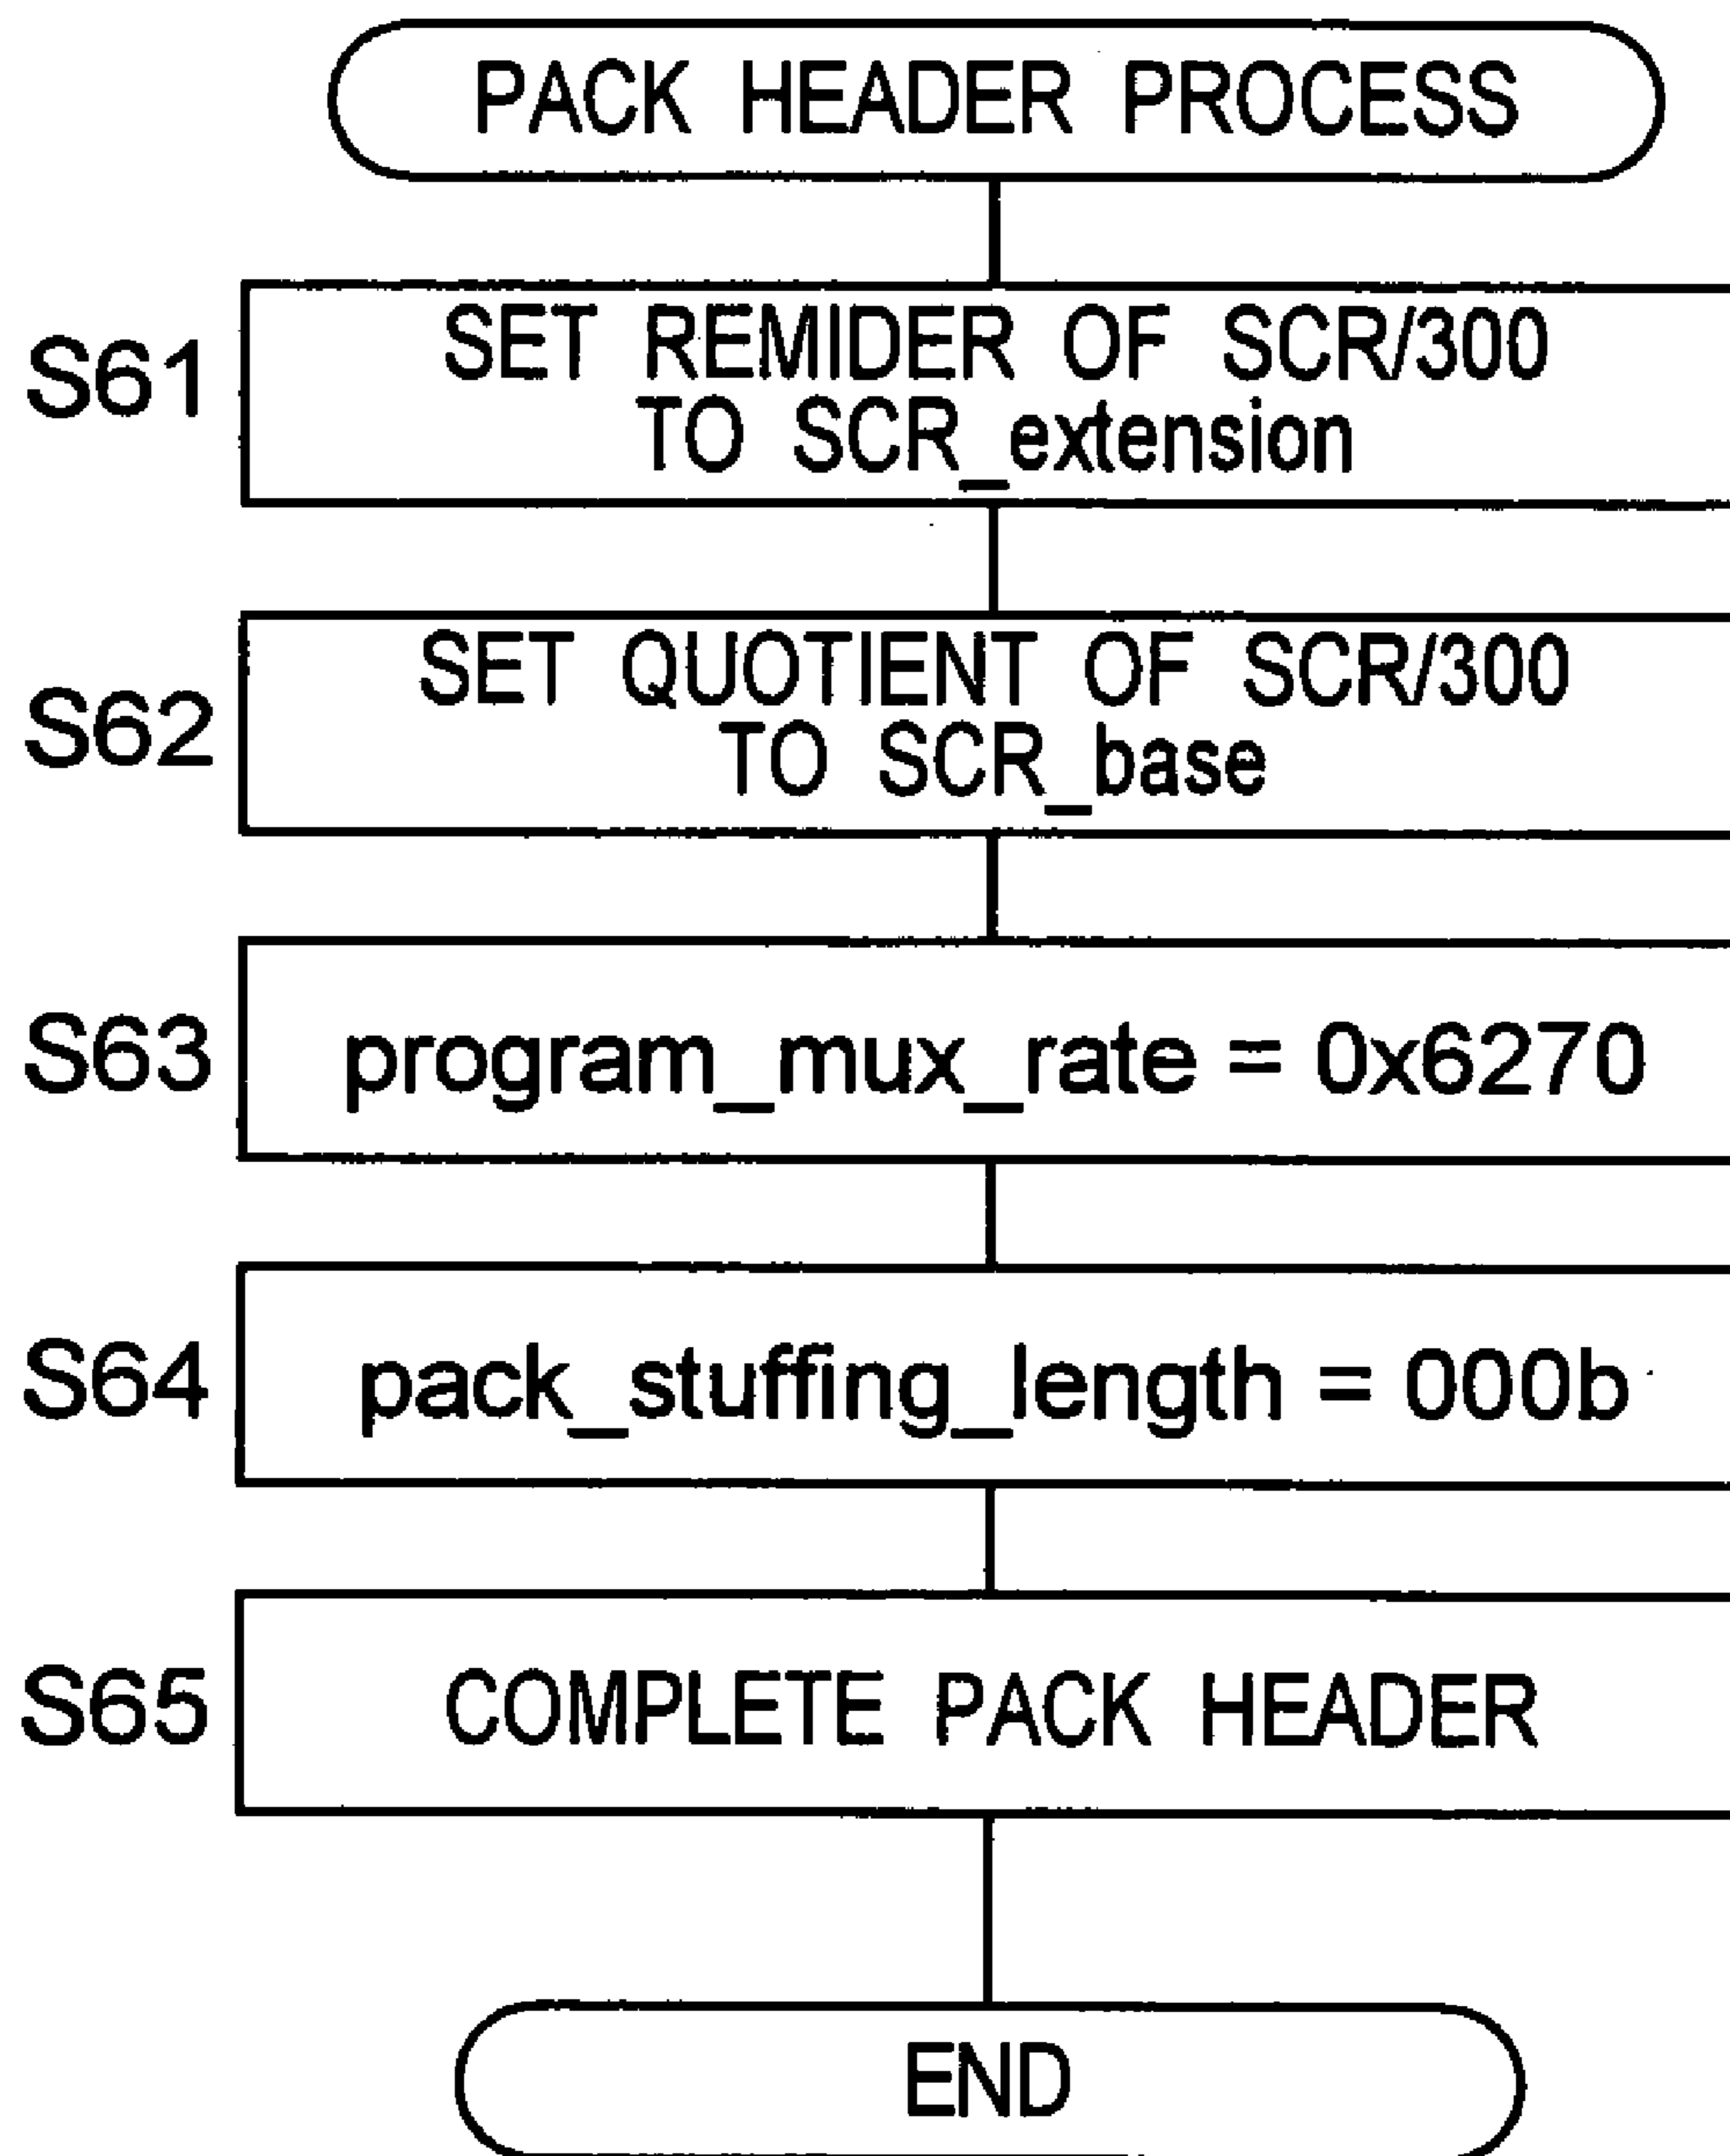 PACK HEADER PROCESS
S61
SET REMIDER OF SCR/300
TO SCR_extension
S62
SET QUOTIENT OF SCR/300
TO SCR_base
S63
program_mux_rate = 0x6270
S64
pack_stuffing_length = 000b
S65
COMPLETE PACK HEADER
END